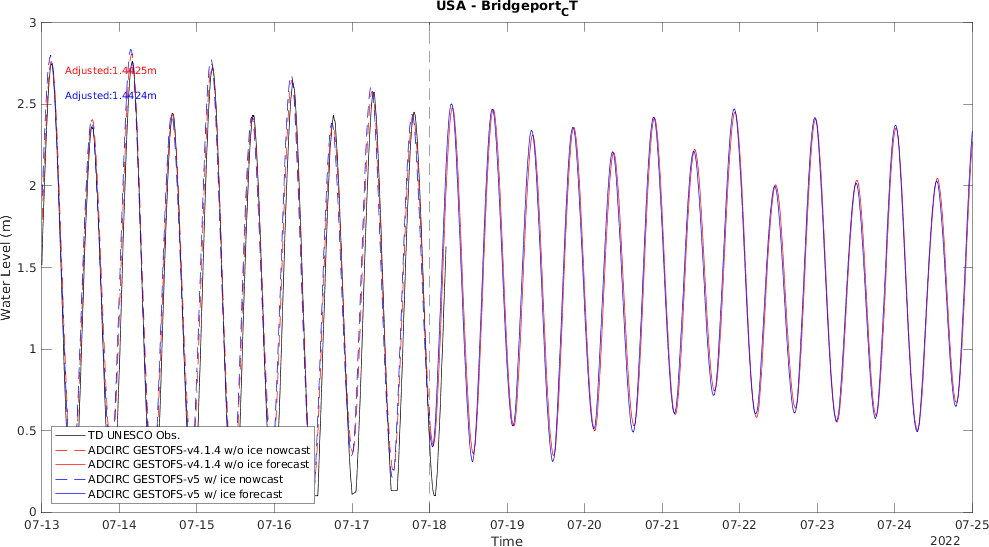 USA - Bridgeport_CT
3
2.5
2
1.5
1
0.5
0
Water Level (m)
Adjusted:1.4425m
Adjusted:1.4424m
TD UNESCO Obs.
ADCIRC GESTOFS-v4.1.4 w/o ice nowcast
ADCIRC GESTOFS-v4.1.4 w/o ice forecast
ADCIRC GESTOFS-v5 w/ ice nowcast
ADCIRC GESTOFS-v5 w/ ice forecast
07-13 07-14 07-15 07-16 07-17 07-18 07-19 07-20 07-21 07-22 07-23 07-24 07-25
Time
2022